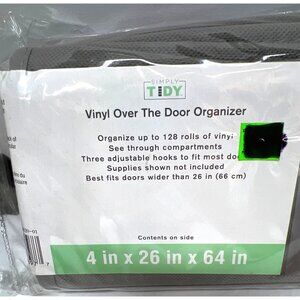 SIMPLY
TIDY
Vinyl Over The Door Organizer
Organize up to 128 rolls of vinyl
See through compartments
Three adjustable hooks to fit most
Supplies shown not included
Best fits doors wider than 26 in (66 cm)
Contents on side
4 in x 26 in x 64 in